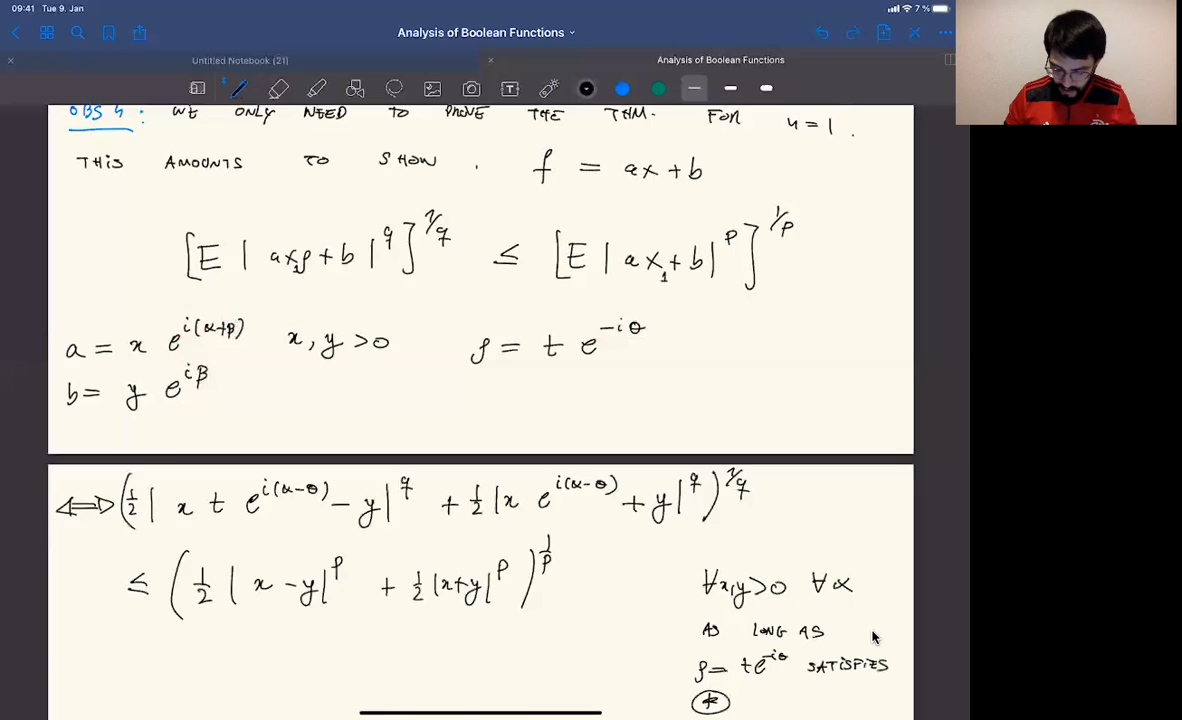 09:41 Tue 9. Jan 7 %
Analysis of Boolean Functions
Untitled Notebook (21)
Analysis of Boolean Functions
OBS 4: WE ONLY NEED TO PROVE THE THM. FOR n=1.
THIS AMOUNTS TO SHOW. f = ax+b
[E | ax₁ρ + b |^q]^{1/q} ≤ [E | ax₁+b|^p]^{1/p}
a = x e^{i(α+β)} x, y >0 ρ = t e^{-iθ}
b= y e^{iβ}
⟺ (½| x t e^{i(α-θ)} - y|^q + ½|x e^{i(α-θ)} + y|^q)^{1/q}
≤ (½ | x - y|^p + ½ |x+y|^p)^{1/p}
∀x,y>0 ∀α
AS LONG AS
ρ= te^{-iθ} SATISFIES
(*)